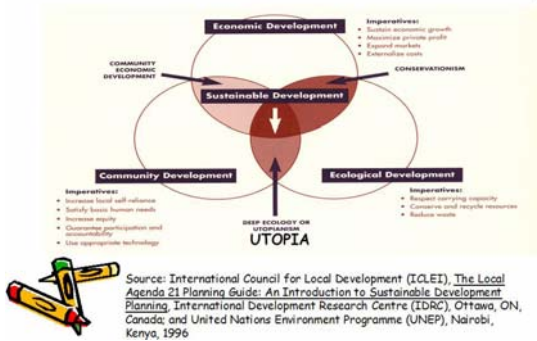 Economic Development
Imperatives:
• Sustain economic growth
• Maximize private profit
• Expand markets
• Externalize costs
COMMUNITY
ECONOMIC
DEVELOPMENT
CONSERVATIONISM
Sustainable Development
Community Development
Ecological Development
Imperatives:
• Increase local self-reliance
• Satisfy basic human needs
• Increase equity
• Guarantee participation and
accountability
• Use appropriate technology
Imperatives:
• Respect carrying capacity
• Conserve and recycle resources
• Reduce waste
DEEP ECOLOGY OR
UTOPIANISM
UTOPIA
Source: International Council for Local Development (ICLEI), The Local
Agenda 21 Planning Guide: An Introduction to Sustainable Development
Planning, International Development Research Centre (IDRC), Ottawa, ON,
Canada; and United Nations Environment Programme (UNEP), Nairobi,
Kenya, 1996